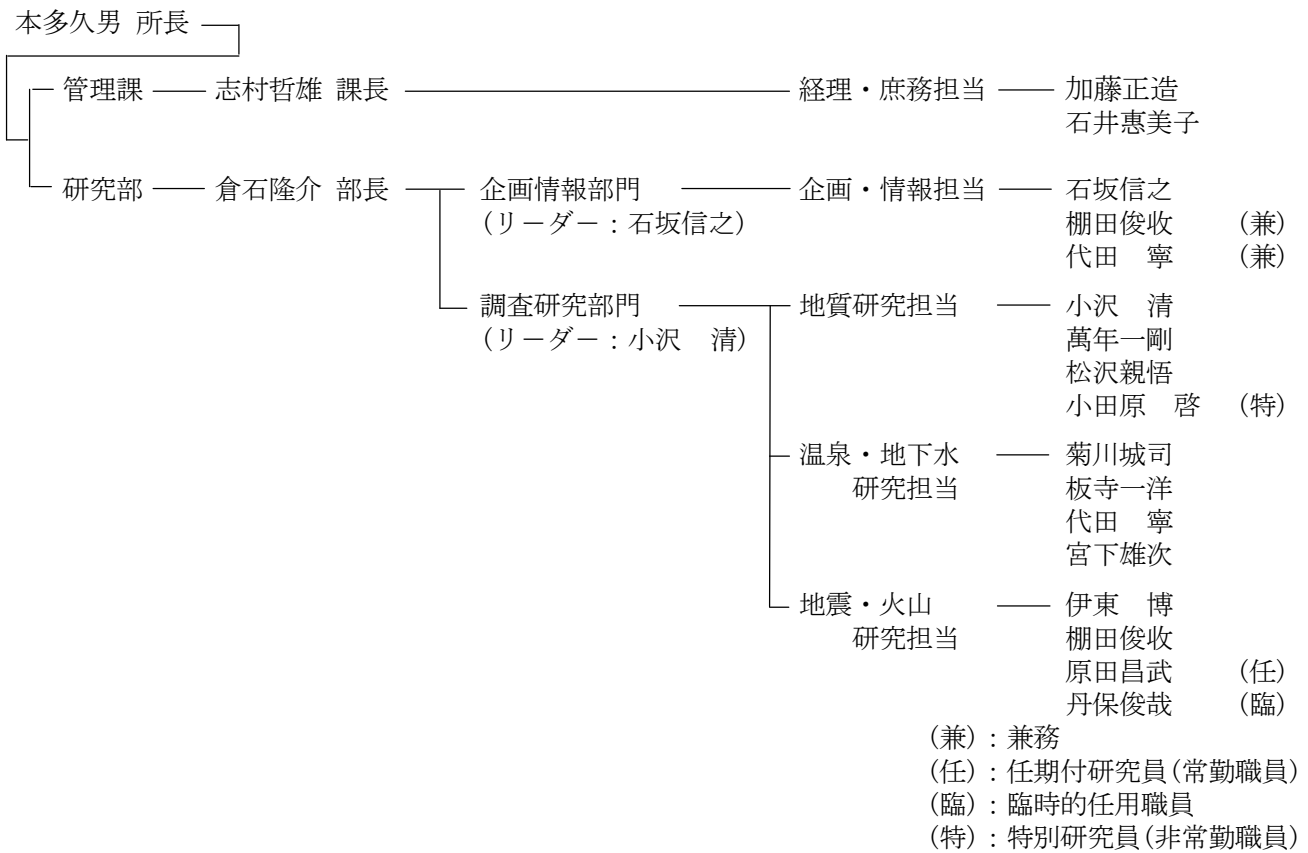 本多久男 所長
管理課 志村哲雄 課長 経理・庶務担当 加藤正造
石井惠美子
研究部 倉石隆介 部長 企画情報部門 企画・情報担当 石坂信之
(リーダー:石坂信之) 棚田俊收 (兼)
代田 寧 (兼)
調査研究部門 地質研究担当 小沢 清
(リーダー:小沢 清) 萬年一剛
松沢親悟
小田原 啓 (特)
温泉・地下水 菊川城司
研究担当 板寺一洋
代田 寧
宮下雄次
地震・火山 伊東 博
研究担当 棚田俊收
原田昌武 (任)
丹保俊哉 (臨)
(兼):兼務
(任):任期付研究員(常勤職員)
(臨):臨時的任用職員
(特):特別研究員(非常勤職員)